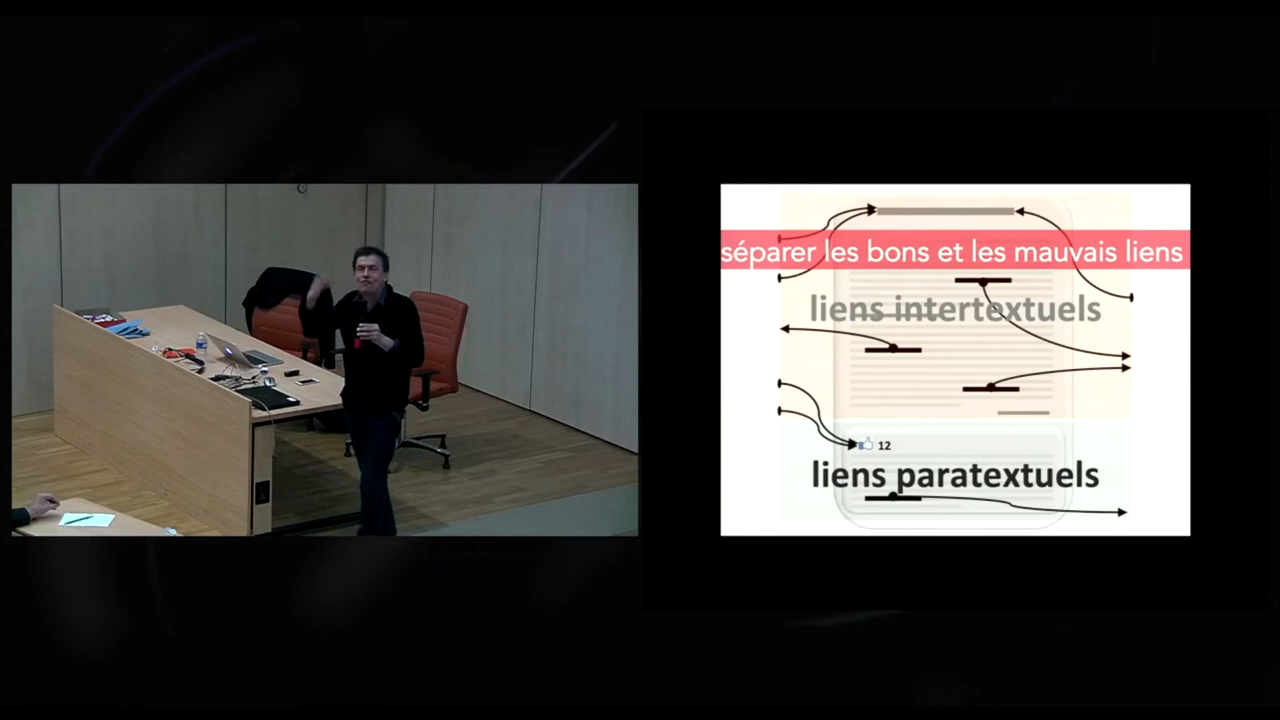 séparer les bons et les mauvais liens
liens intertextuels
12
liens paratextuels